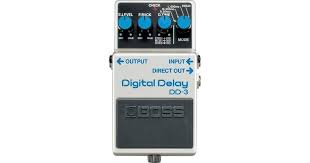 CHECK
E.LEVEL F.BACK D.TIME
MODE
OUTPUT INPUT
DIRECT OUT
Digital Delay
DD-3
BOSS